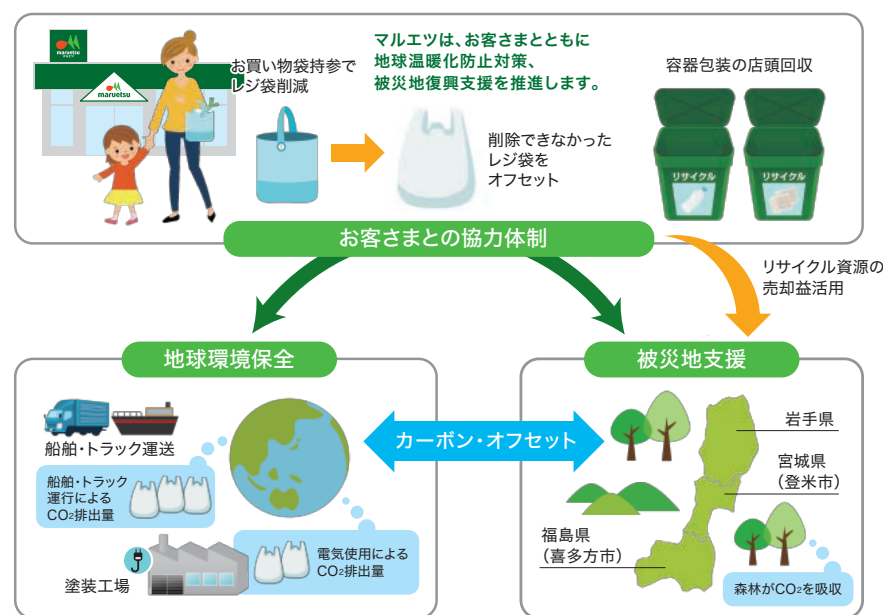 maruetsu
maruetsu
お買い物袋持参で
レジ袋削減
マルエツは、お客さまとともに
地球温暖化防止対策、
被災地復興支援を推進します。
削除できなかった
レジ袋を
オフセット
容器包装の店頭回収
リサイクル
リサイクル
お客さまとの協力体制
リサイクル資源の
売却益活用
地球環境保全
船舶・トラック運送
船舶・トラック
運行による
CO₂排出量
塗装工場
電気使用による
CO₂排出量
カーボン・オフセット
被災地支援
岩手県
宮城県
（登米市）
福島県
（喜多方市）
森林がCO₂を吸収